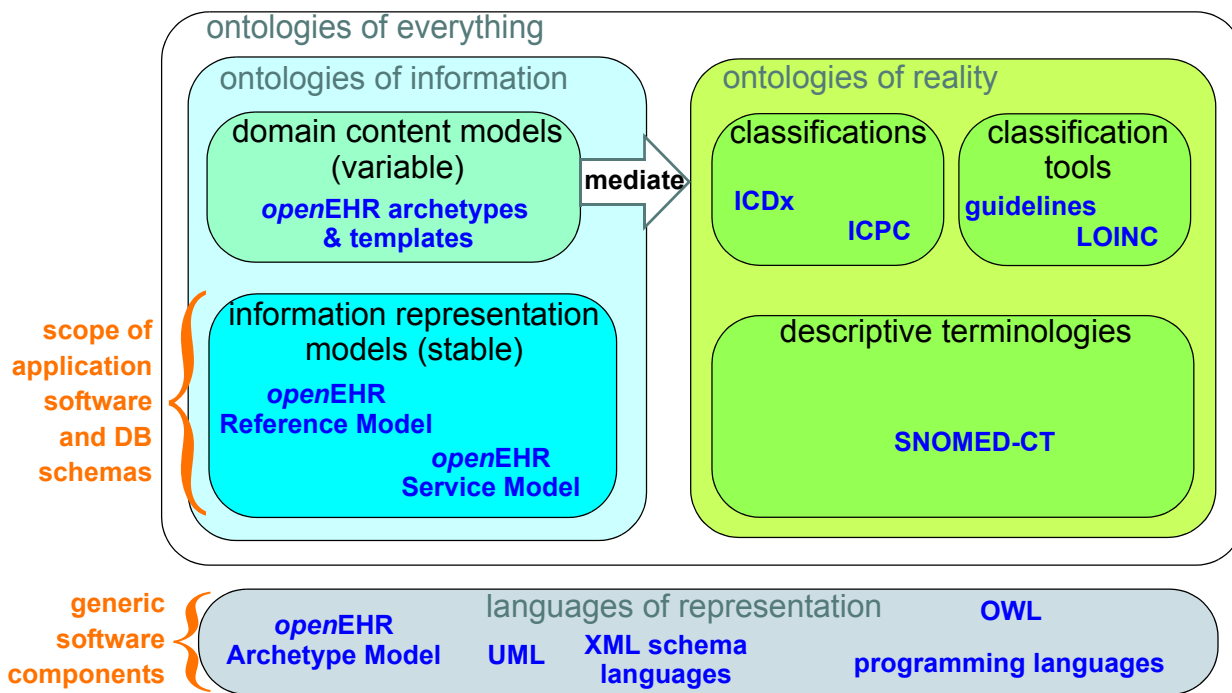 ontologies of everything
ontologies of information
domain content models
(variable)
openEHR archetypes
& templates
mediate
ontologies of reality
classifications
ICDx
ICPC
classification
tools
guidelines
LOINC
scope of
application
software
and DB
schemas
information representation
models (stable)
openEHR
Reference Model
openEHR
Service Model
descriptive terminologies
SNOMED-CT
generic
software
components
languages of representation
openEHR
Archetype Model
UML
XML schema
languages
OWL
programming languages